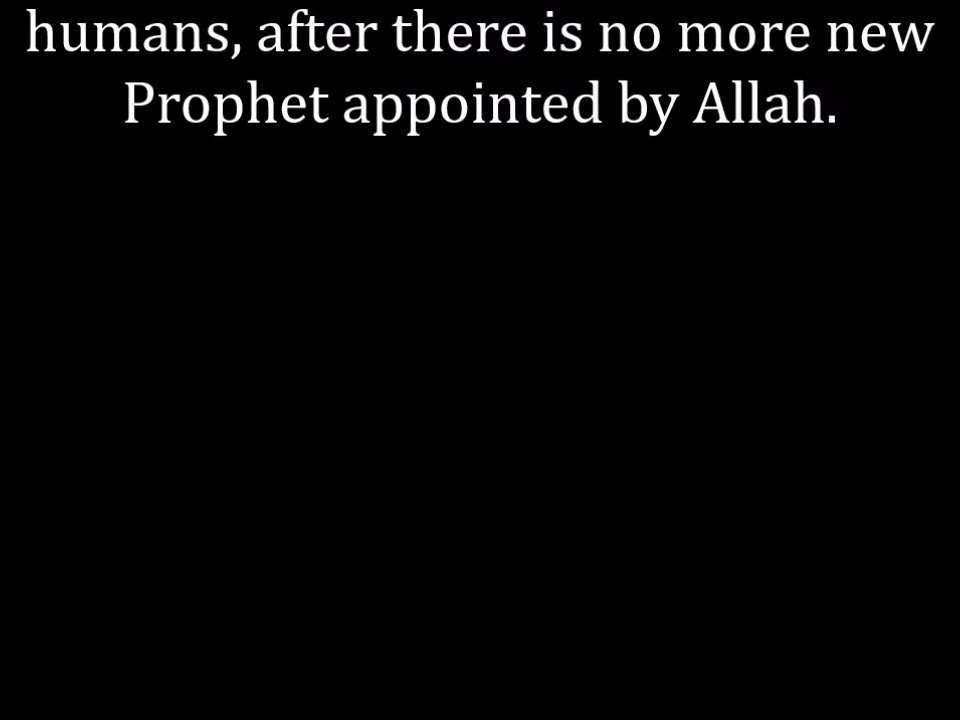 humans, after there is no more new
Prophet appointed by Allah.